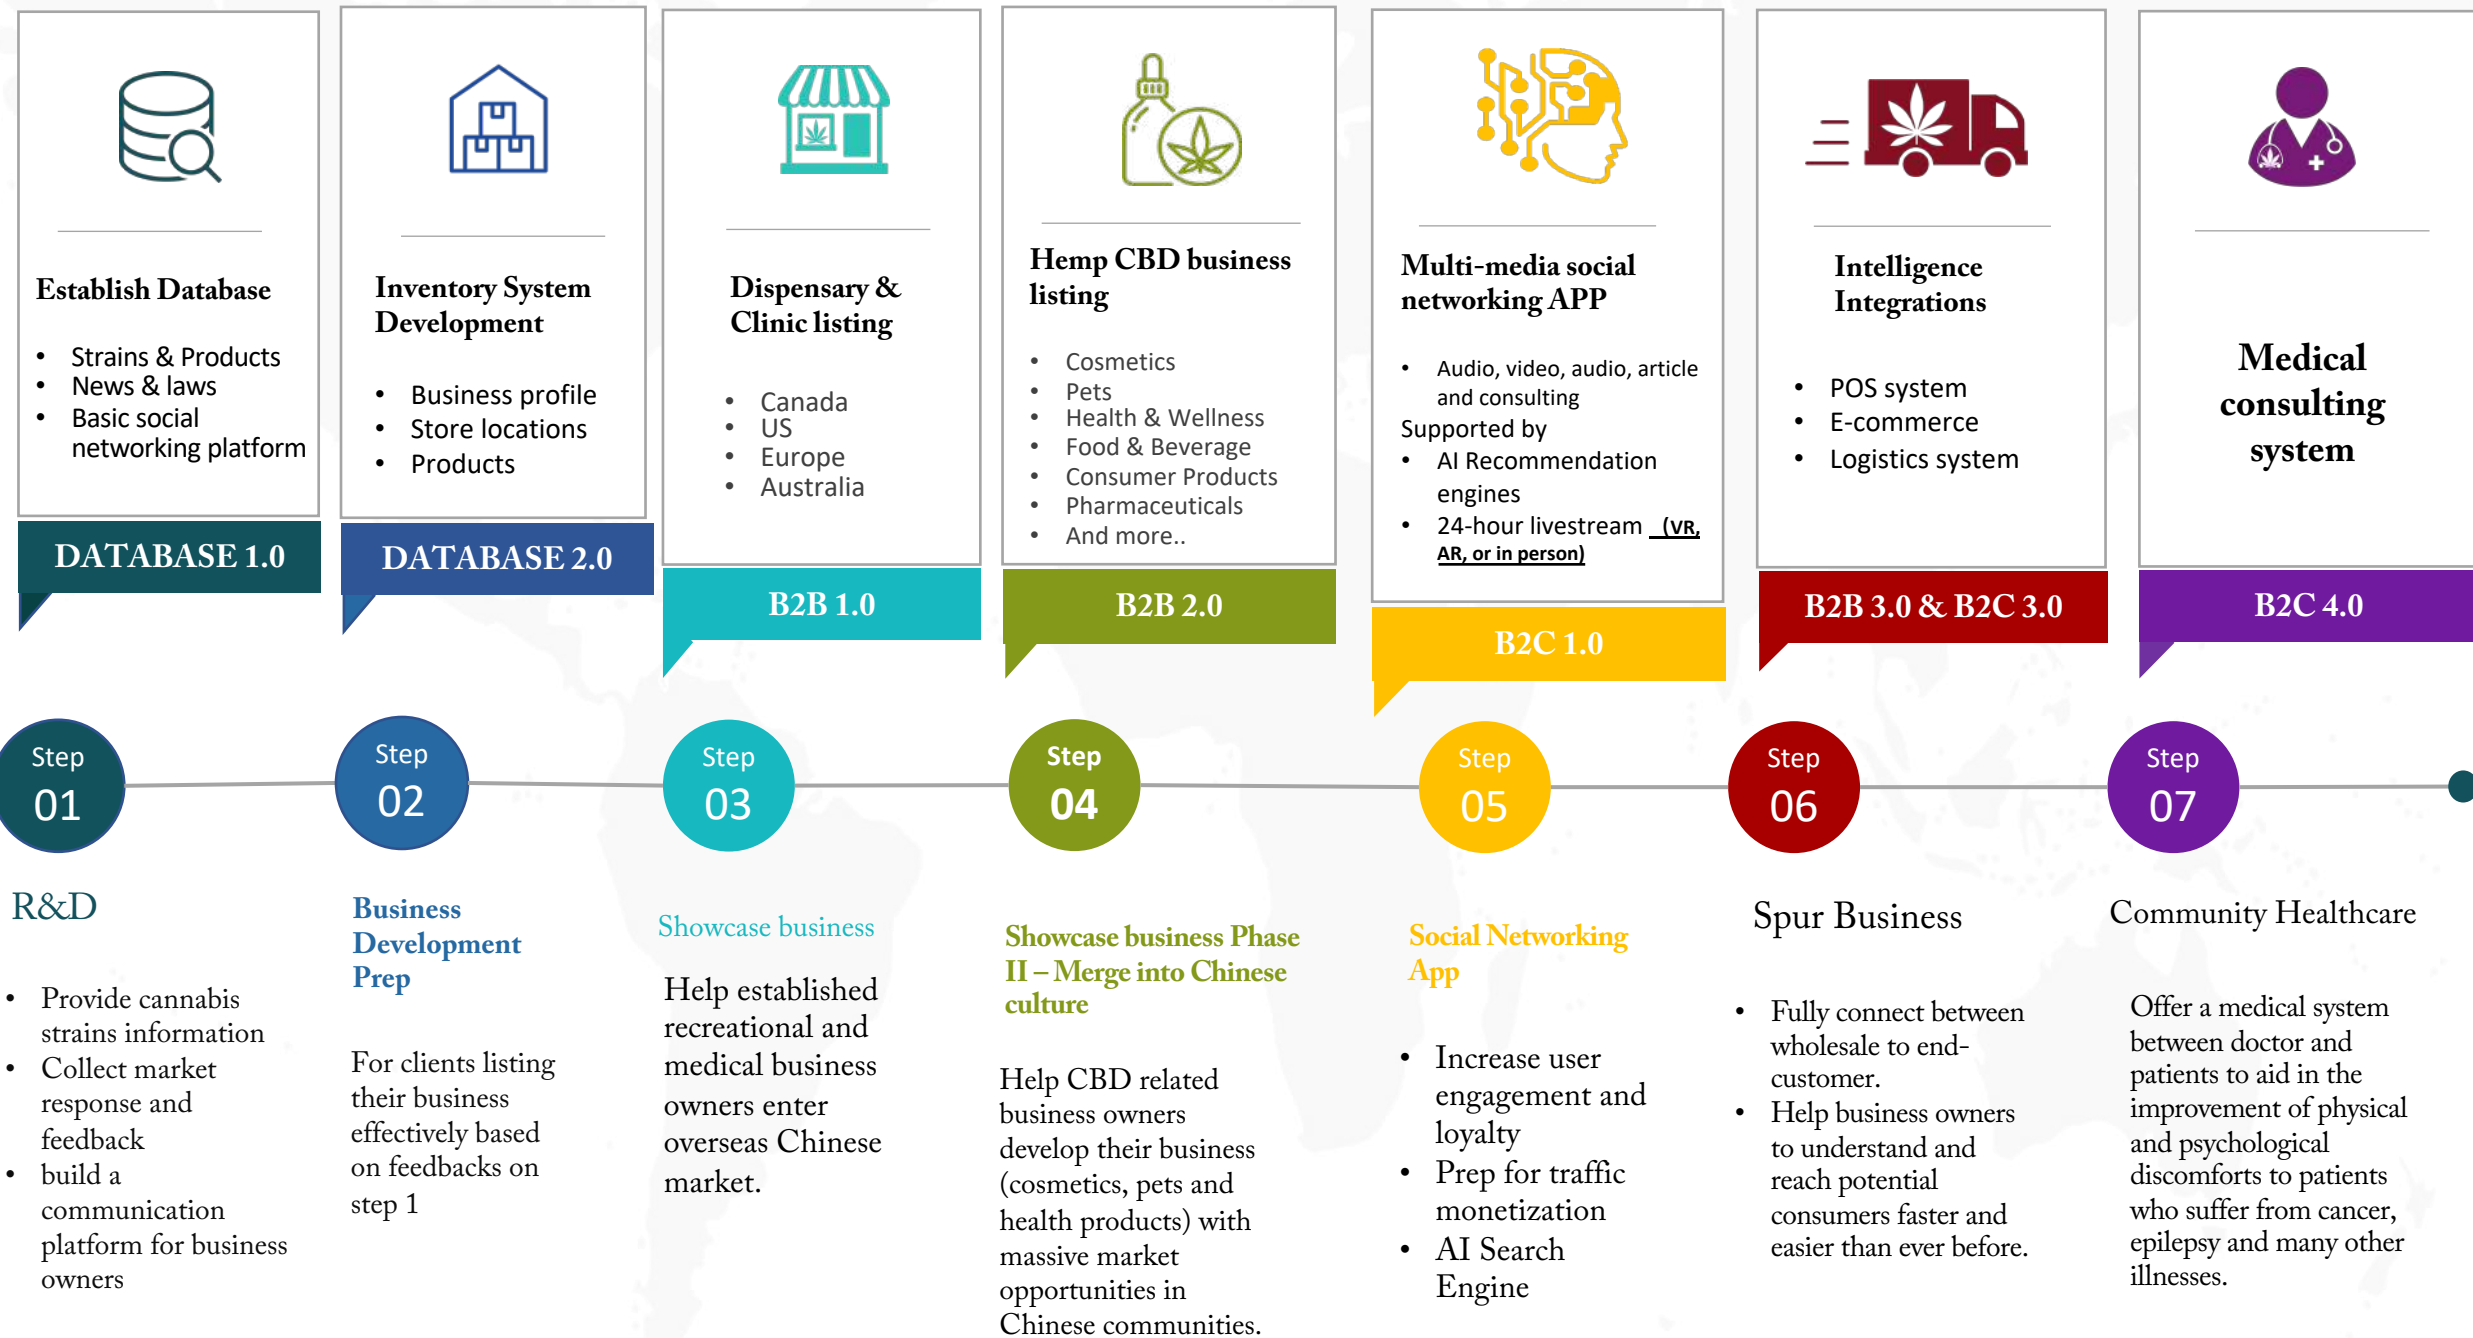 Establish Database
• Strains & Products
• News & laws
• Basic social
networking platform
DATABASE 1.0
Inventory System
Development
• Business profile
• Store locations
• Products
DATABASE 2.0
Dispensary &
Clinic listing
• Canada
• US
• Europe
• Australia
B2B 1.0
Hemp CBD business
listing
• Cosmetics
• Pets
• Health & Wellness
• Food & Beverage
• Consumer Products
• Pharmaceuticals
• And more..
B2B 2.0
Multi-media social
networking APP
• Audio, video, audio, article
and consulting
Supported by
• AI Recommendation
engines
• 24-hour livestream (VR,
AR, or in person)
B2C 1.0
Intelligence
Integrations
• POS system
• E-commerce
• Logistics system
B2B 3.0 & B2C 3.0
Medical
consulting
system
B2C 4.0
Step
01
Step
02
Step
03
Step
04
Step
05
Step
06
Step
07
R&D
• Provide cannabis
strains information
• Collect market
response and
feedback
• build a
communication
platform for business
owners
Business
Development
Prep
For clients listing
their business
effectively based
on feedbacks on
step 1
Showcase business
Help established
recreational and
medical business
owners enter
overseas Chinese
market.
Showcase business Phase
II – Merge into Chinese
culture
Help CBD related
business owners
develop their business
(cosmetics, pets and
health products) with
massive market
opportunities in
Chinese communities.
Social Networking
App
• Increase user
engagement and
loyalty
• Prep for traffic
monetization
• AI Search
Engine
Spur Business
• Fully connect between
wholesale to end-
customer.
• Help business owners
to understand and
reach potential
consumers faster and
easier than ever before.
Community Healthcare
Offer a medical system
between doctor and
patients to aid in the
improvement of physical
and psychological
discomforts to patients
who suffer from cancer,
epilepsy and many other
illnesses.